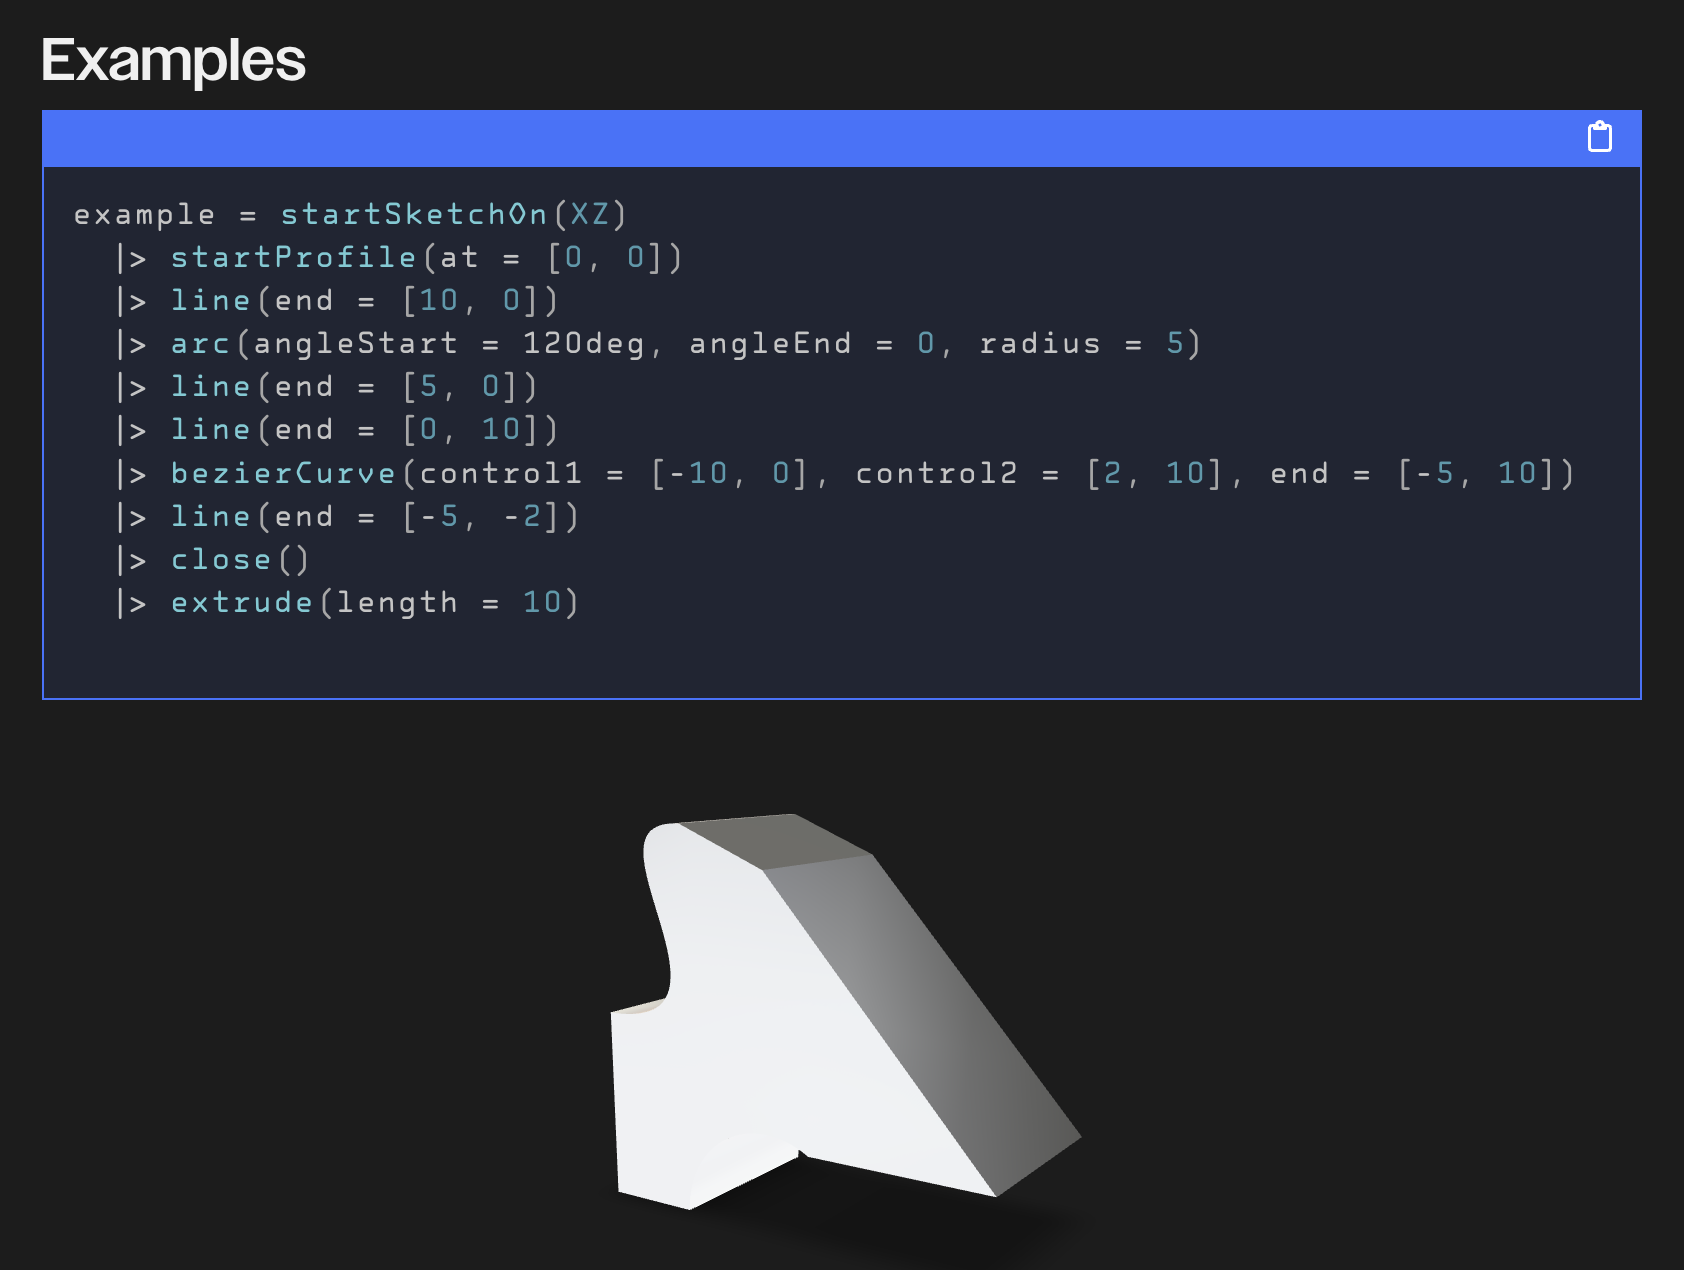 Examples
example = startSketchOn(XZ)
  |> startProfile(at = [0, 0])
  |> line(end = [10, 0])
  |> arc(angleStart = 120deg, angleEnd = 0, radius = 5)
  |> line(end = [5, 0])
  |> line(end = [0, 10])
  |> bezierCurve(control1 = [-10, 0], control2 = [2, 10], end = [-5, 10])
  |> line(end = [-5, -2])
  |> close()
  |> extrude(length = 10)